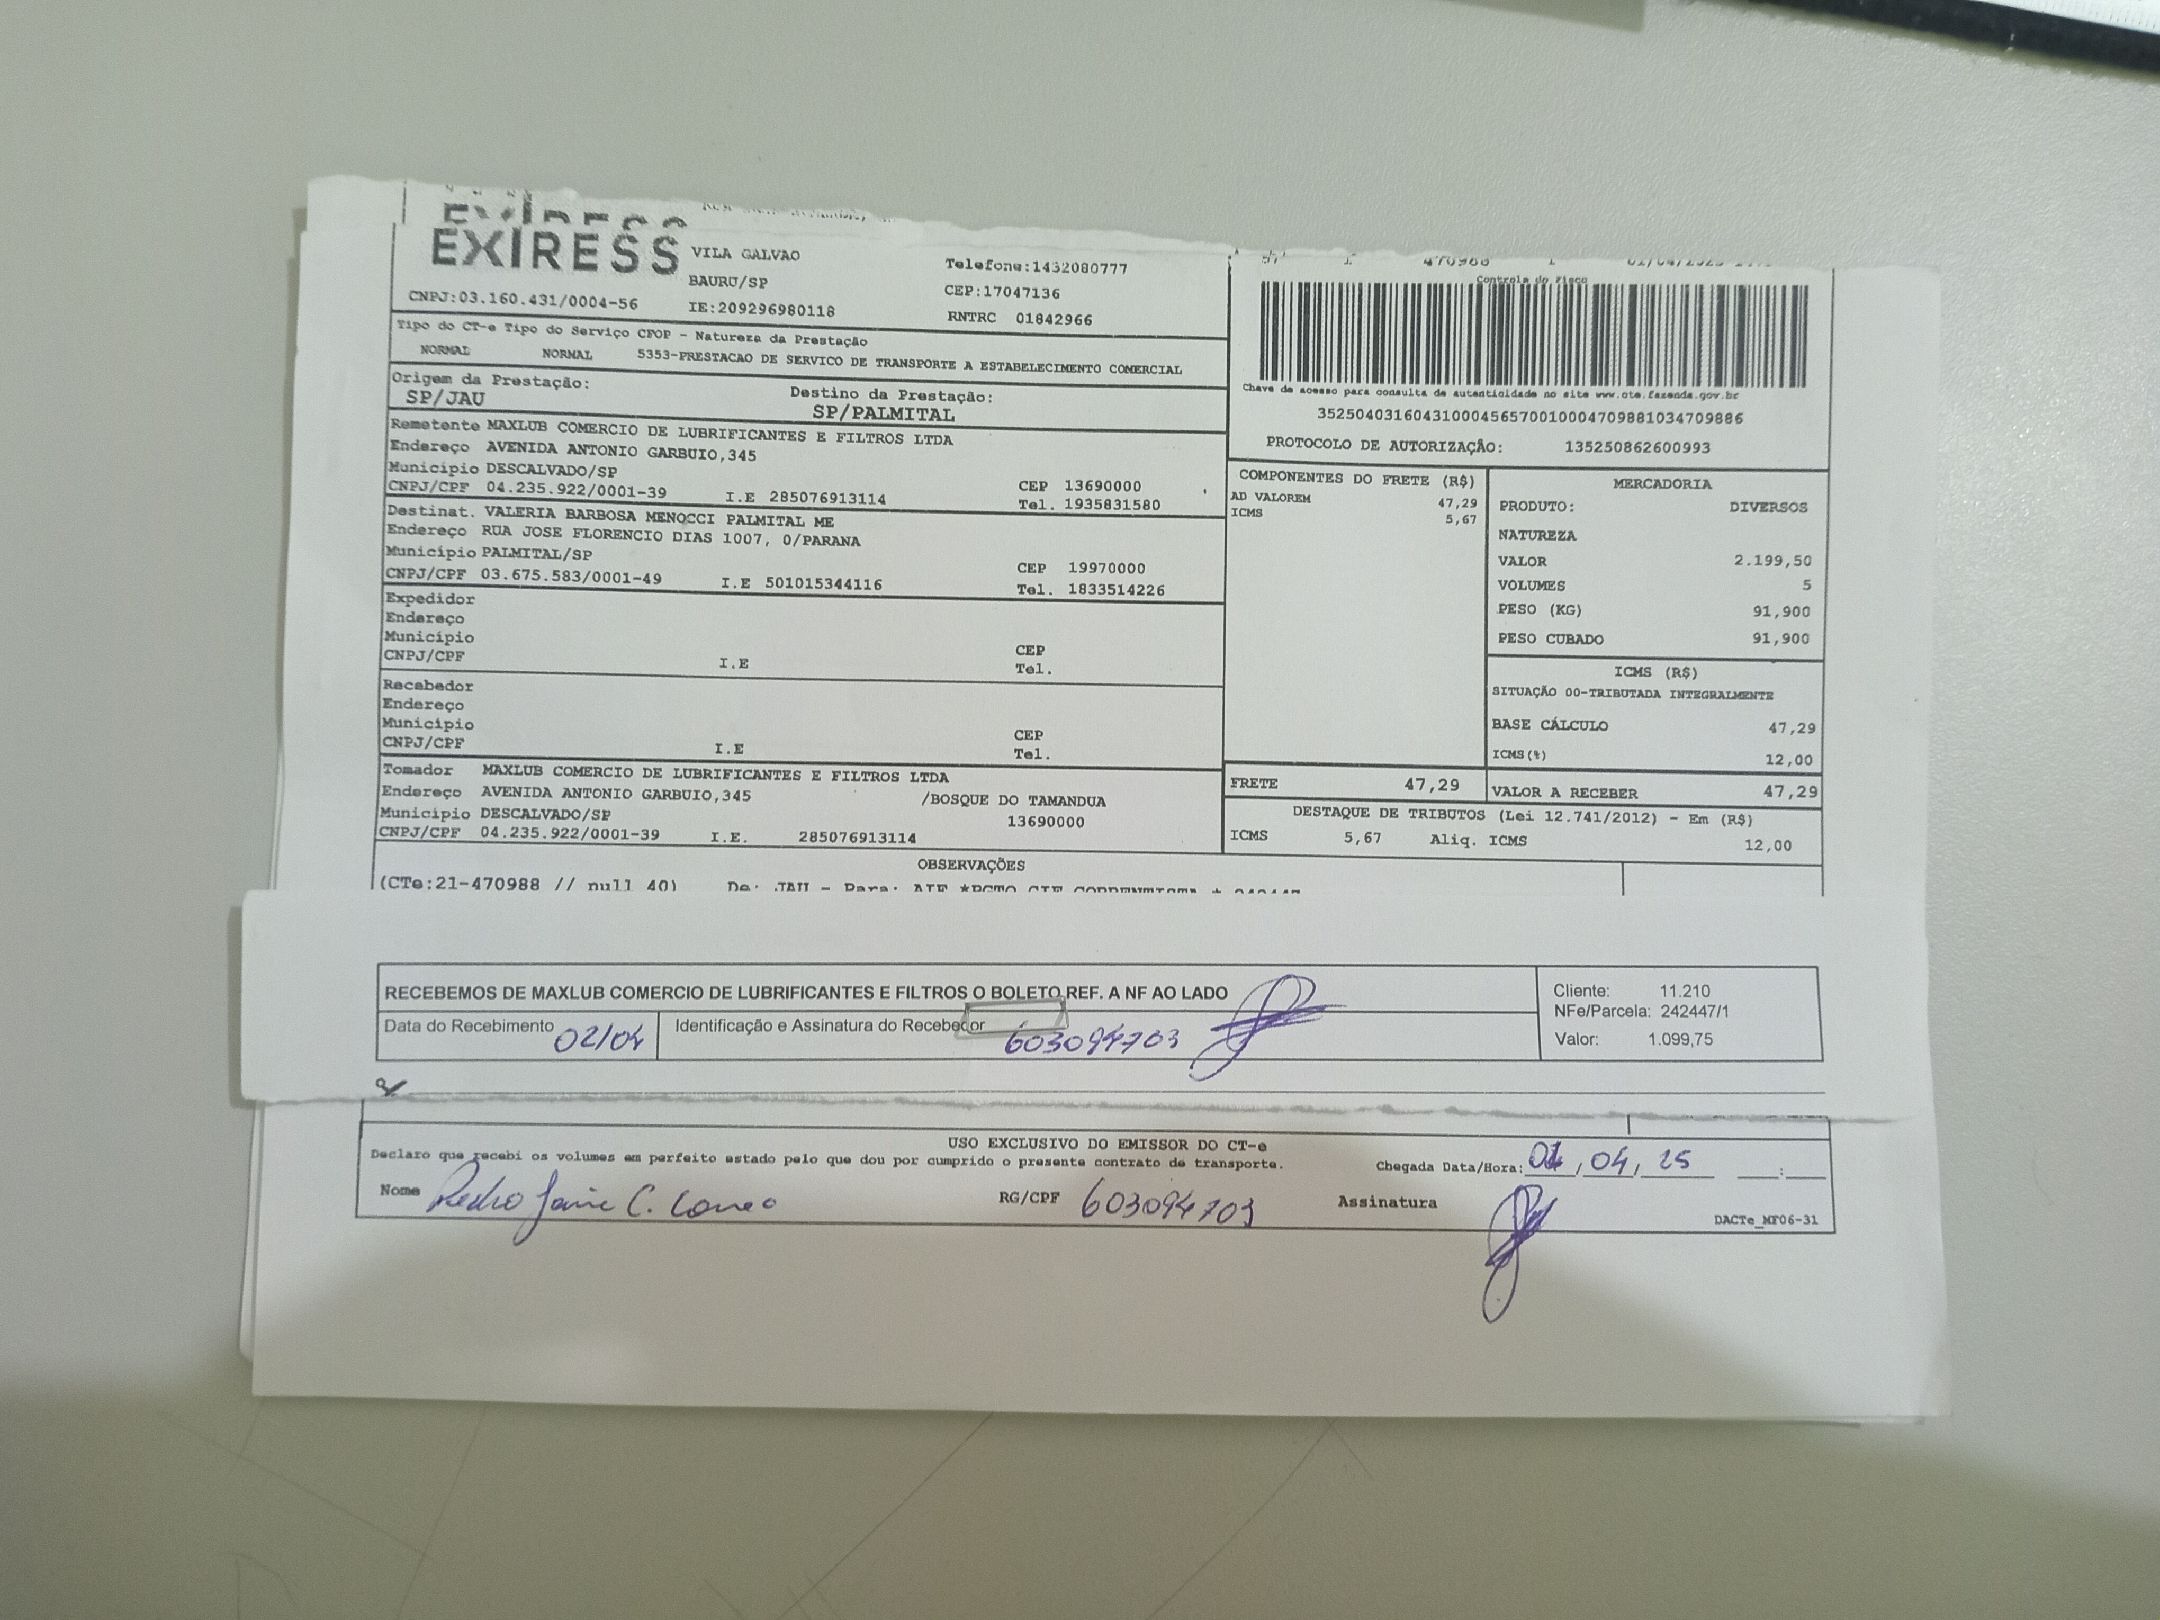 EXIRESS
VILA GALVAO
BAURU/SP
Telefone:1432080777
CEP:17047136
CNPJ:03.160.431/0004-56 IE:209296980118 RNTRC 01842966
Tipo do CT-e Tipo do Serviço CFOP - Natureza da Prestação
NORMAL NORMAL 5353-PRESTACAO DE SERVICO DE TRANSPORTE A ESTABELECIMENTO COMERCIAL
Origem da Prestação: Destino da Prestação:
SP/JAU SP/PALMITAL
Remetente MAXLUB COMERCIO DE LUBRIFICANTES E FILTROS LTDA
Endereço AVENIDA ANTONIO GARBUIO,345
Município DESCALVADO/SP CEP 13690000
CNPJ/CPF 04.235.922/0001-39 I.E 285076913114 Tel. 1935831580
Destinat. VALERIA BARBOSA MENOCCI PALMITAL ME
Endereço RUA JOSE FLORENCIO DIAS 1007, 0/PARANA
Município PALMITAL/SP CEP 19970000
CNPJ/CPF 03.675.583/0001-49 I.E 501015344116 Tel. 1833514226
Expedidor
Endereço
Município CEP
CNPJ/CPF I.E Tel.
Recebedor
Endereço
Município CEP
CNPJ/CPF I.E Tel.
Tomador MAXLUB COMERCIO DE LUBRIFICANTES E FILTROS LTDA
Endereço AVENIDA ANTONIO GARBUIO,345 /BOSQUE DO TAMANDUA
Município DESCALVADO/SP 13690000
CNPJ/CPF 04.235.922/0001-39 I.E. 285076913114
470988
Controle do Fisco
Chave de acesso para consulta de autenticidade no site www.cte.fazenda.gov.br
35250403160431000456570010004709881034709886
PROTOCOLO DE AUTORIZAÇÃO: 135250862600993
COMPONENTES DO FRETE (R$)
AD VALOREM 47,29
ICMS 5,67
MERCADORIA
PRODUTO: DIVERSOS
NATUREZA
VALOR 2.199,50
VOLUMES 5
PESO (KG) 91,900
PESO CUBADO 91,900
ICMS (R$)
SITUAÇÃO 00-TRIBUTADA INTEGRALMENTE
BASE CÁLCULO 47,29
ICMS(%) 12,00
FRETE 47,29 VALOR A RECEBER 47,29
DESTAQUE DE TRIBUTOS (Lei 12.741/2012) - Em (R$)
ICMS 5,67 Aliq. ICMS 12,00
OBSERVAÇÕES
(CTe:21-470988 // null 40) De: JAU - Para:
RECEBEMOS DE MAXLUB COMERCIO DE LUBRIFICANTES E FILTROS O BOLETO REF. A NF AO LADO
Data do Recebimento 02/04 Identificação e Assinatura do Recebedor 603094703
Cliente: 11.210
NFe/Parcela: 242447/1
Valor: 1.099,75
USO EXCLUSIVO DO EMISSOR DO CT-e
Declaro que recebi os volumes em perfeito estado pelo que dou por cumprido o presente contrato de transporte. Chegada Data/Hora: 04, 25 __:__
Nome Pedro C. RG/CPF 603094703 Assinatura
DACTe_MF06-31